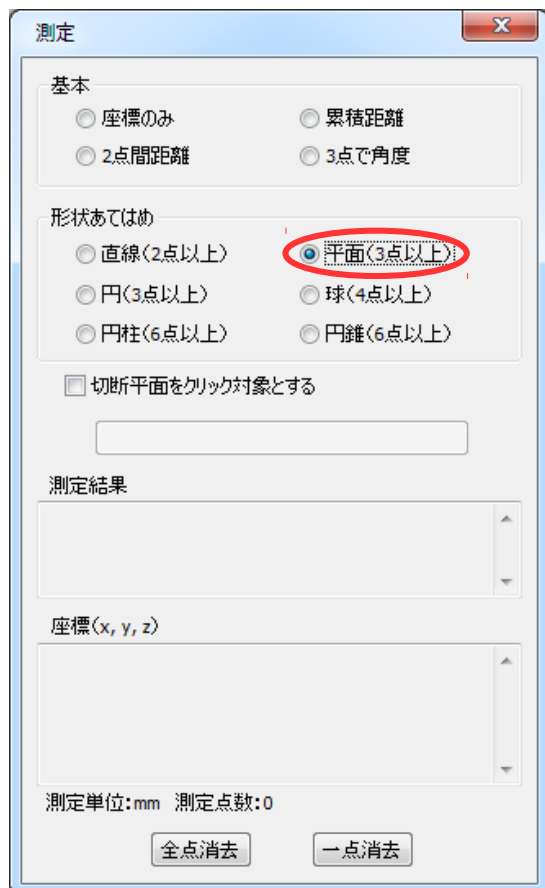 測定
基本
座標のみ 累積距離
2点間距離 3点で角度
形状あてはめ
直線(2点以上) 平面(3点以上)
円(3点以上) 球(4点以上)
円柱(6点以上) 円錐(6点以上)
切断平面をクリック対象とする
測定結果
座標(x, y, z)
測定単位:mm 測定点数:0
全点消去 一点消去